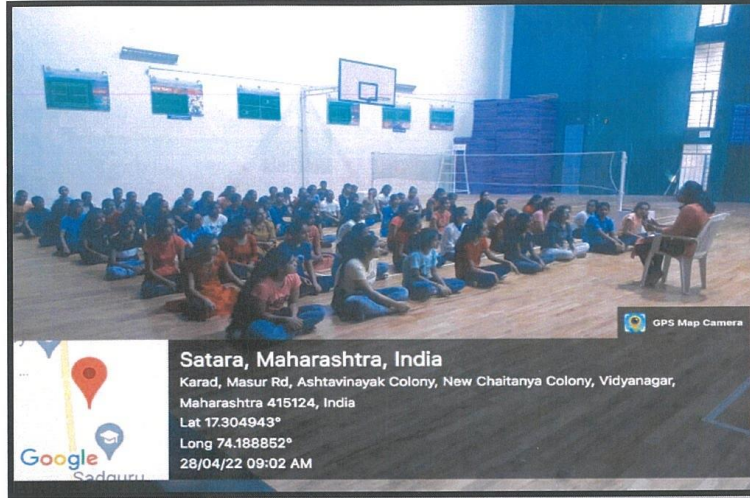 GPS Map Camera
Satara, Maharashtra, India
Karad, Masur Rd, Ashtavinayak Colony, New Chaitanya Colony, Vidyanagar,
Maharashtra 415124, India
Lat 17.304943°
Long 74.188852°
28/04/22 09:02 AM
Google
Sadguru